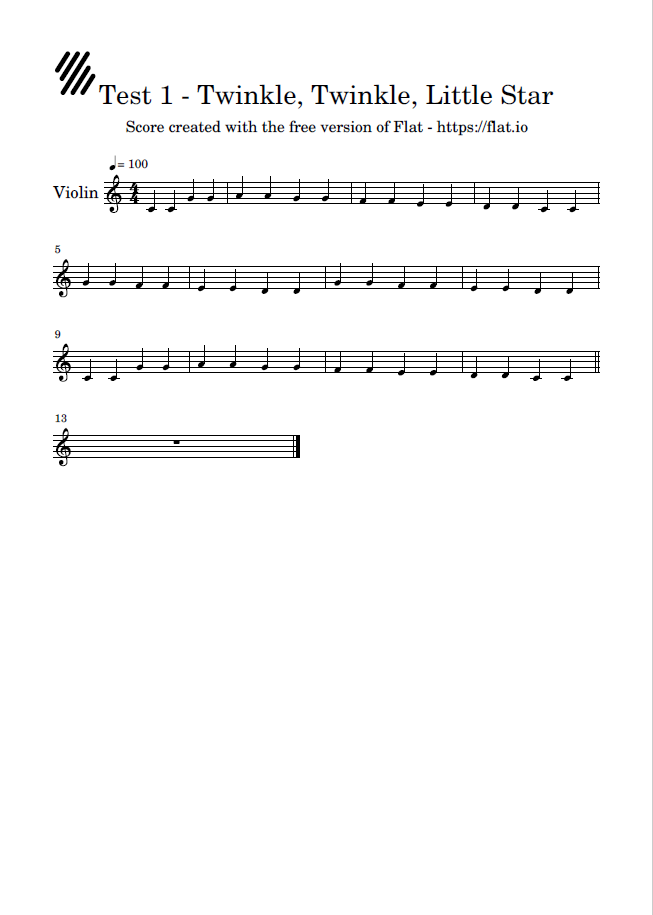 Test 1 - Twinkle, Twinkle, Little Star
Score created with the free version of Flat - https://flat.io
= 100
Violin
4
4
5
9
13